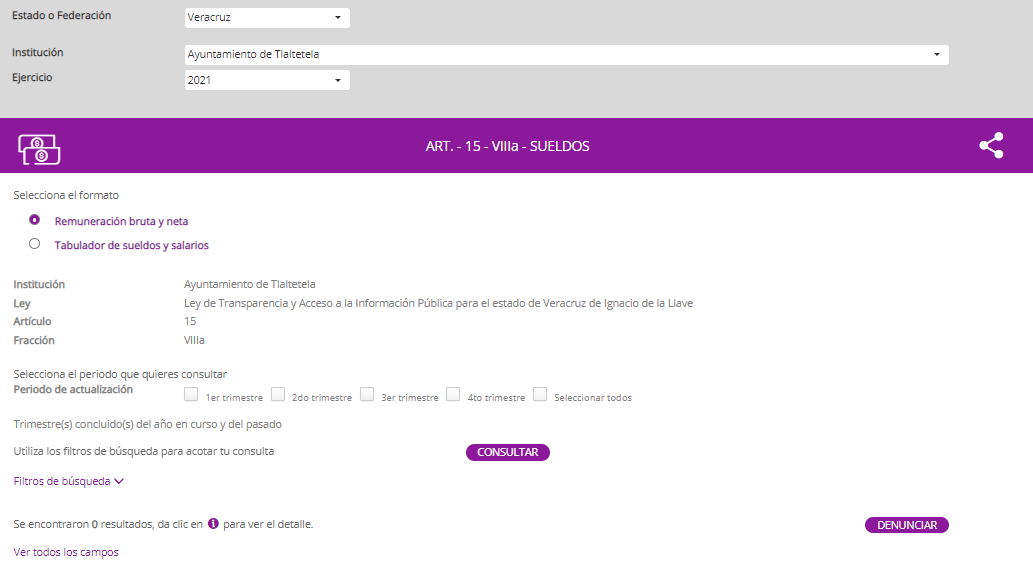 Estado o Federación Veracruz
Institución Ayuntamiento de Tlaltetela
Ejercicio 2021
ART. - 15 - VIIIa - SUELDOS
Selecciona el formato
Remuneración bruta y neta
Tabulador de sueldos y salarios
Institución Ayuntamiento de Tlaltetela
Ley Ley de Transparencia y Acceso a la Información Pública para el estado de Veracruz de Ignacio de la Llave
Artículo 15
Fracción VIIIa
Selecciona el periodo que quieres consultar
Periodo de actualización 1er trimestre 2do trimestre 3er trimestre 4to trimestre Seleccionar todos
Trimestre(s) concluido(s) del año en curso y del pasado
Utiliza los filtros de búsqueda para acotar tu consulta CONSULTAR
Filtros de búsqueda
Se encontraron 0 resultados, da clic en i para ver el detalle. DENUNCIAR
Ver todos los campos